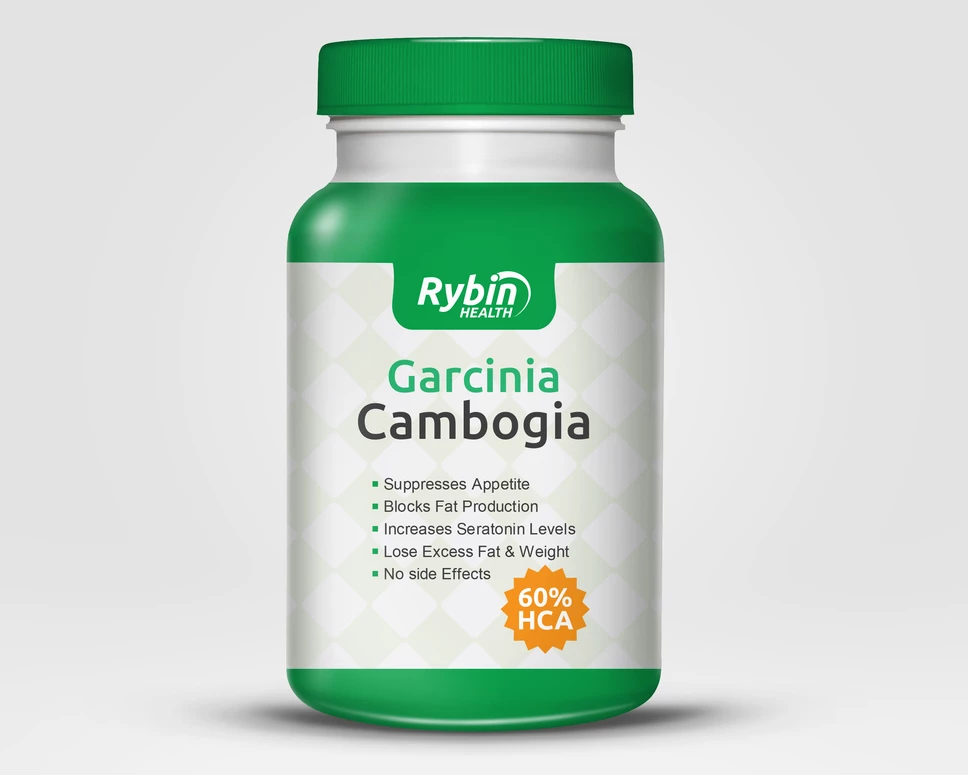 Rybin
HEALTH
Garcinia
Cambogia
Suppresses Appetite
Blocks Fat Production
Increases Seratonin Levels
Lose Excess Fat & Weight
No side Effects
60%
HCA